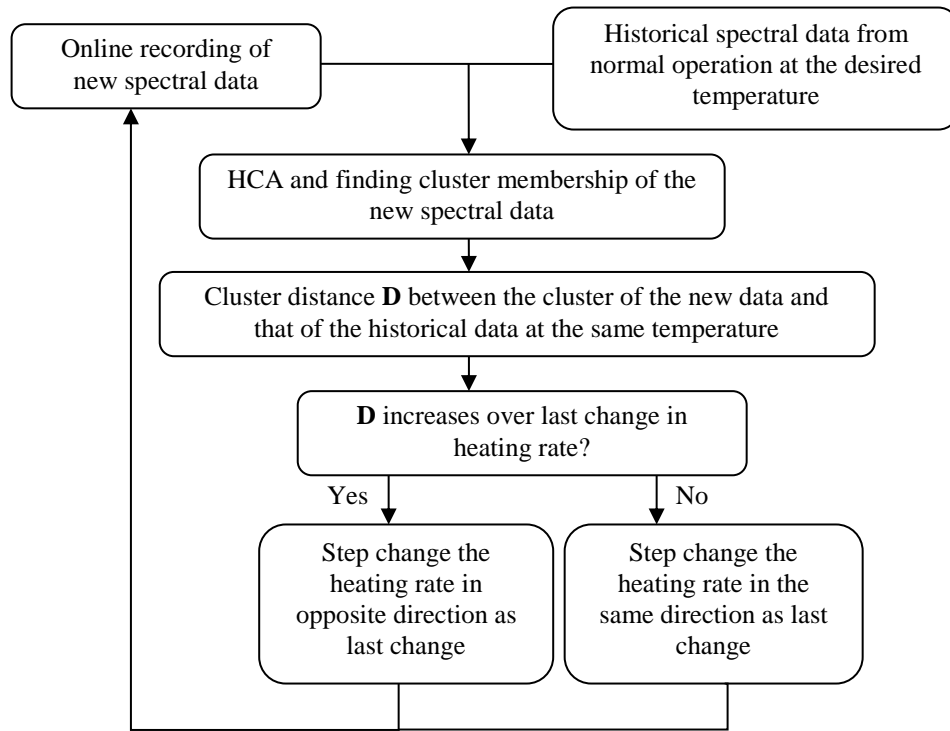 Online recording of
new spectral data
Historical spectral data from
normal operation at the desired
temperature
HCA and finding cluster membership of the
new spectral data
Cluster distance D between the cluster of the new data and
that of the historical data at the same temperature
D increases over last change in
heating rate?
Yes
No
Step change the
heating rate in
opposite direction as
last change
Step change the
heating rate in the
same direction as last
change